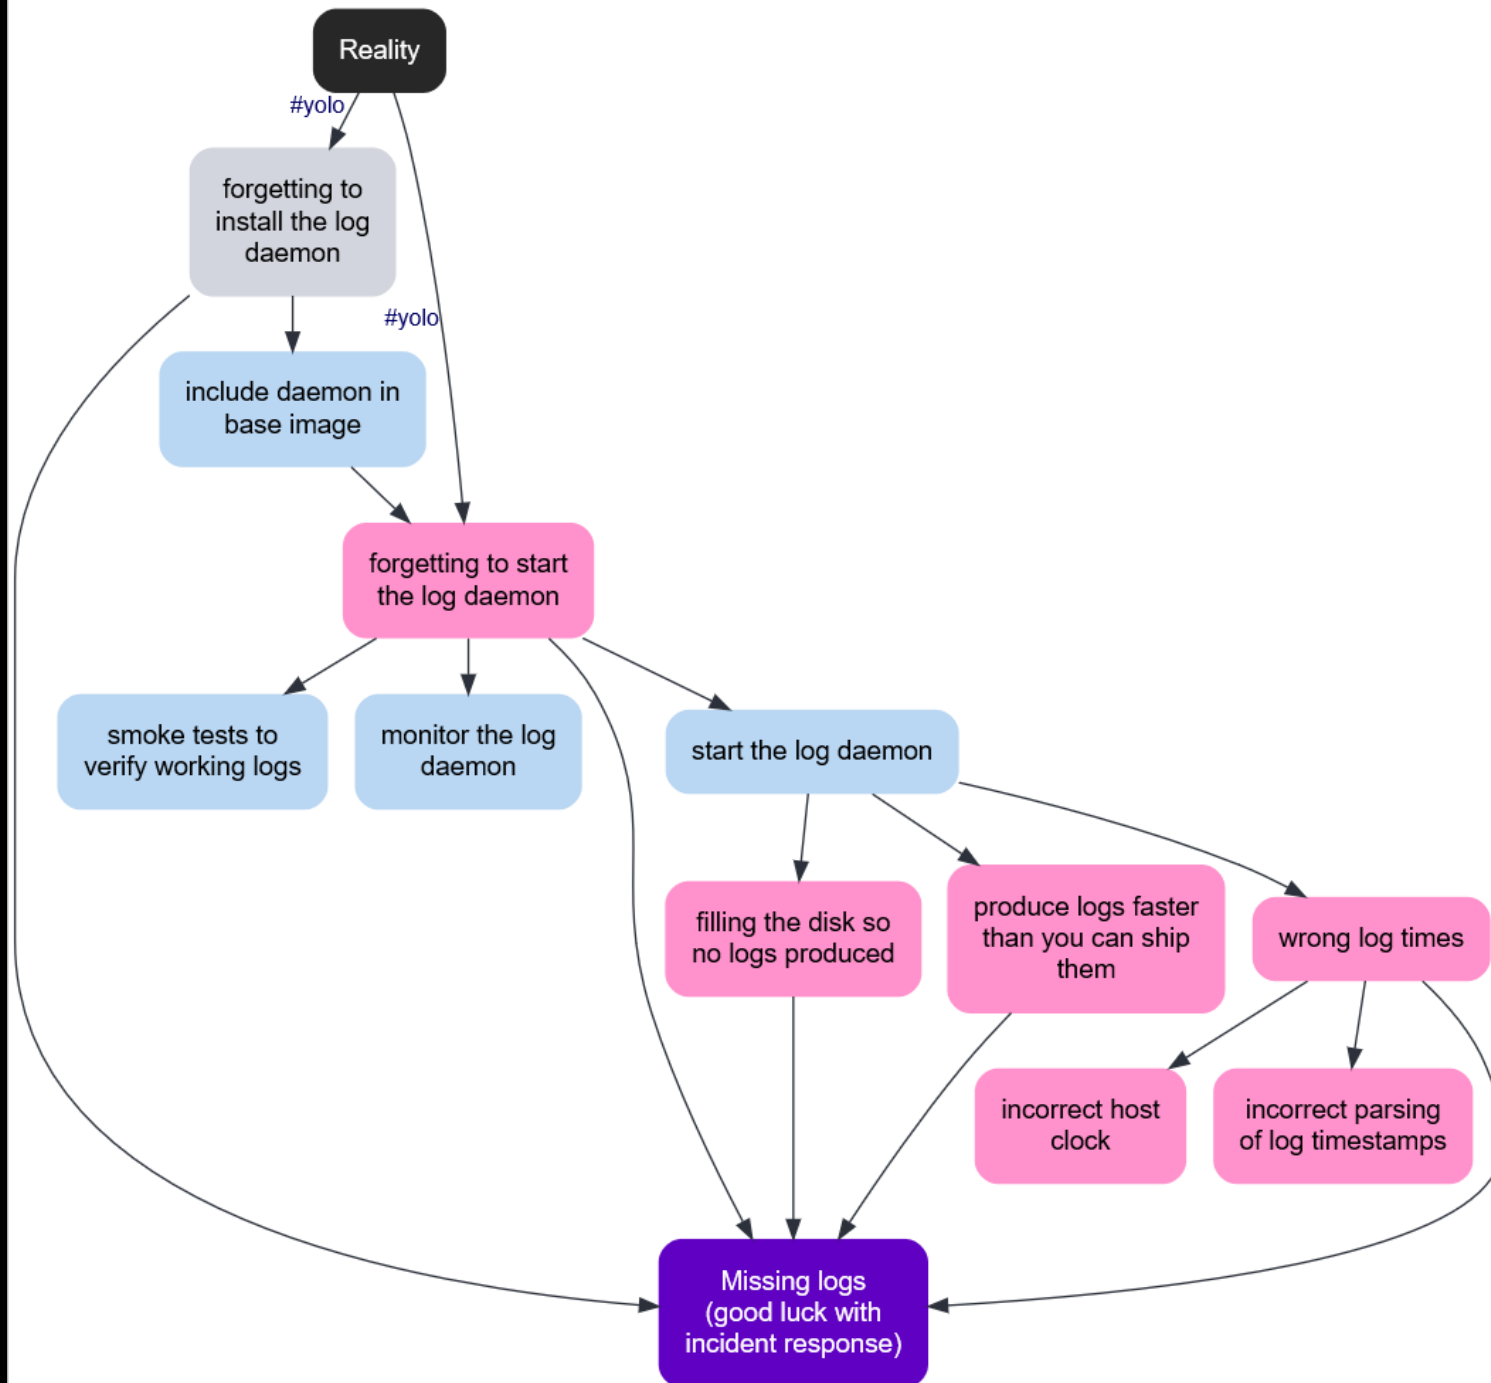 Reality
#yolo
forgetting to
install the log
daemon
#yolo
include daemon in
base image
forgetting to start
the log daemon
smoke tests to
verify working logs
monitor the log
daemon
start the log daemon
filling the disk so
no logs produced
produce logs faster
than you can ship
them
wrong log times
incorrect host
clock
incorrect parsing
of log timestamps
Missing logs
(good luck with
incident response)